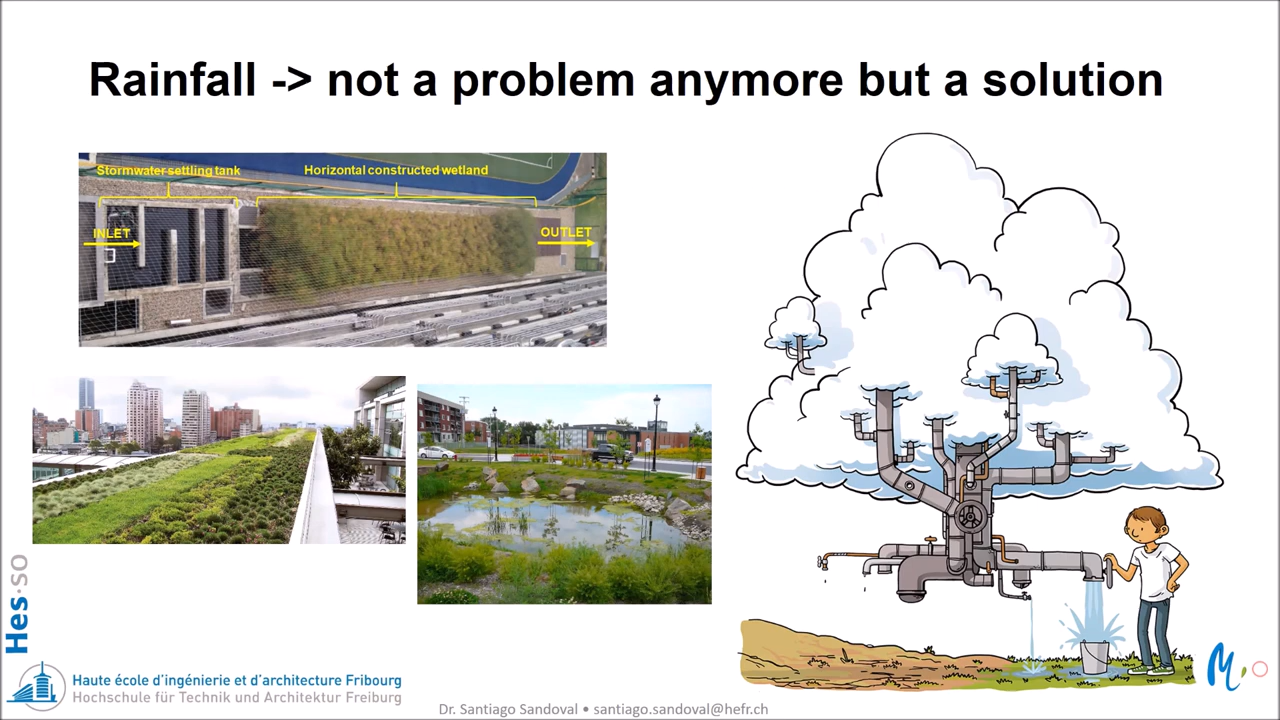 Rainfall -> not a problem anymore but a solution
Stormwater settling tank
Horizontal constructed wetland
INLET
OUTLET
Hes·SO
Haute école d'ingénierie et d'architecture Fribourg
Hochschule für Technik und Architektur Freiburg
Dr. Santiago Sandoval • santiago.sandoval@hefr.ch